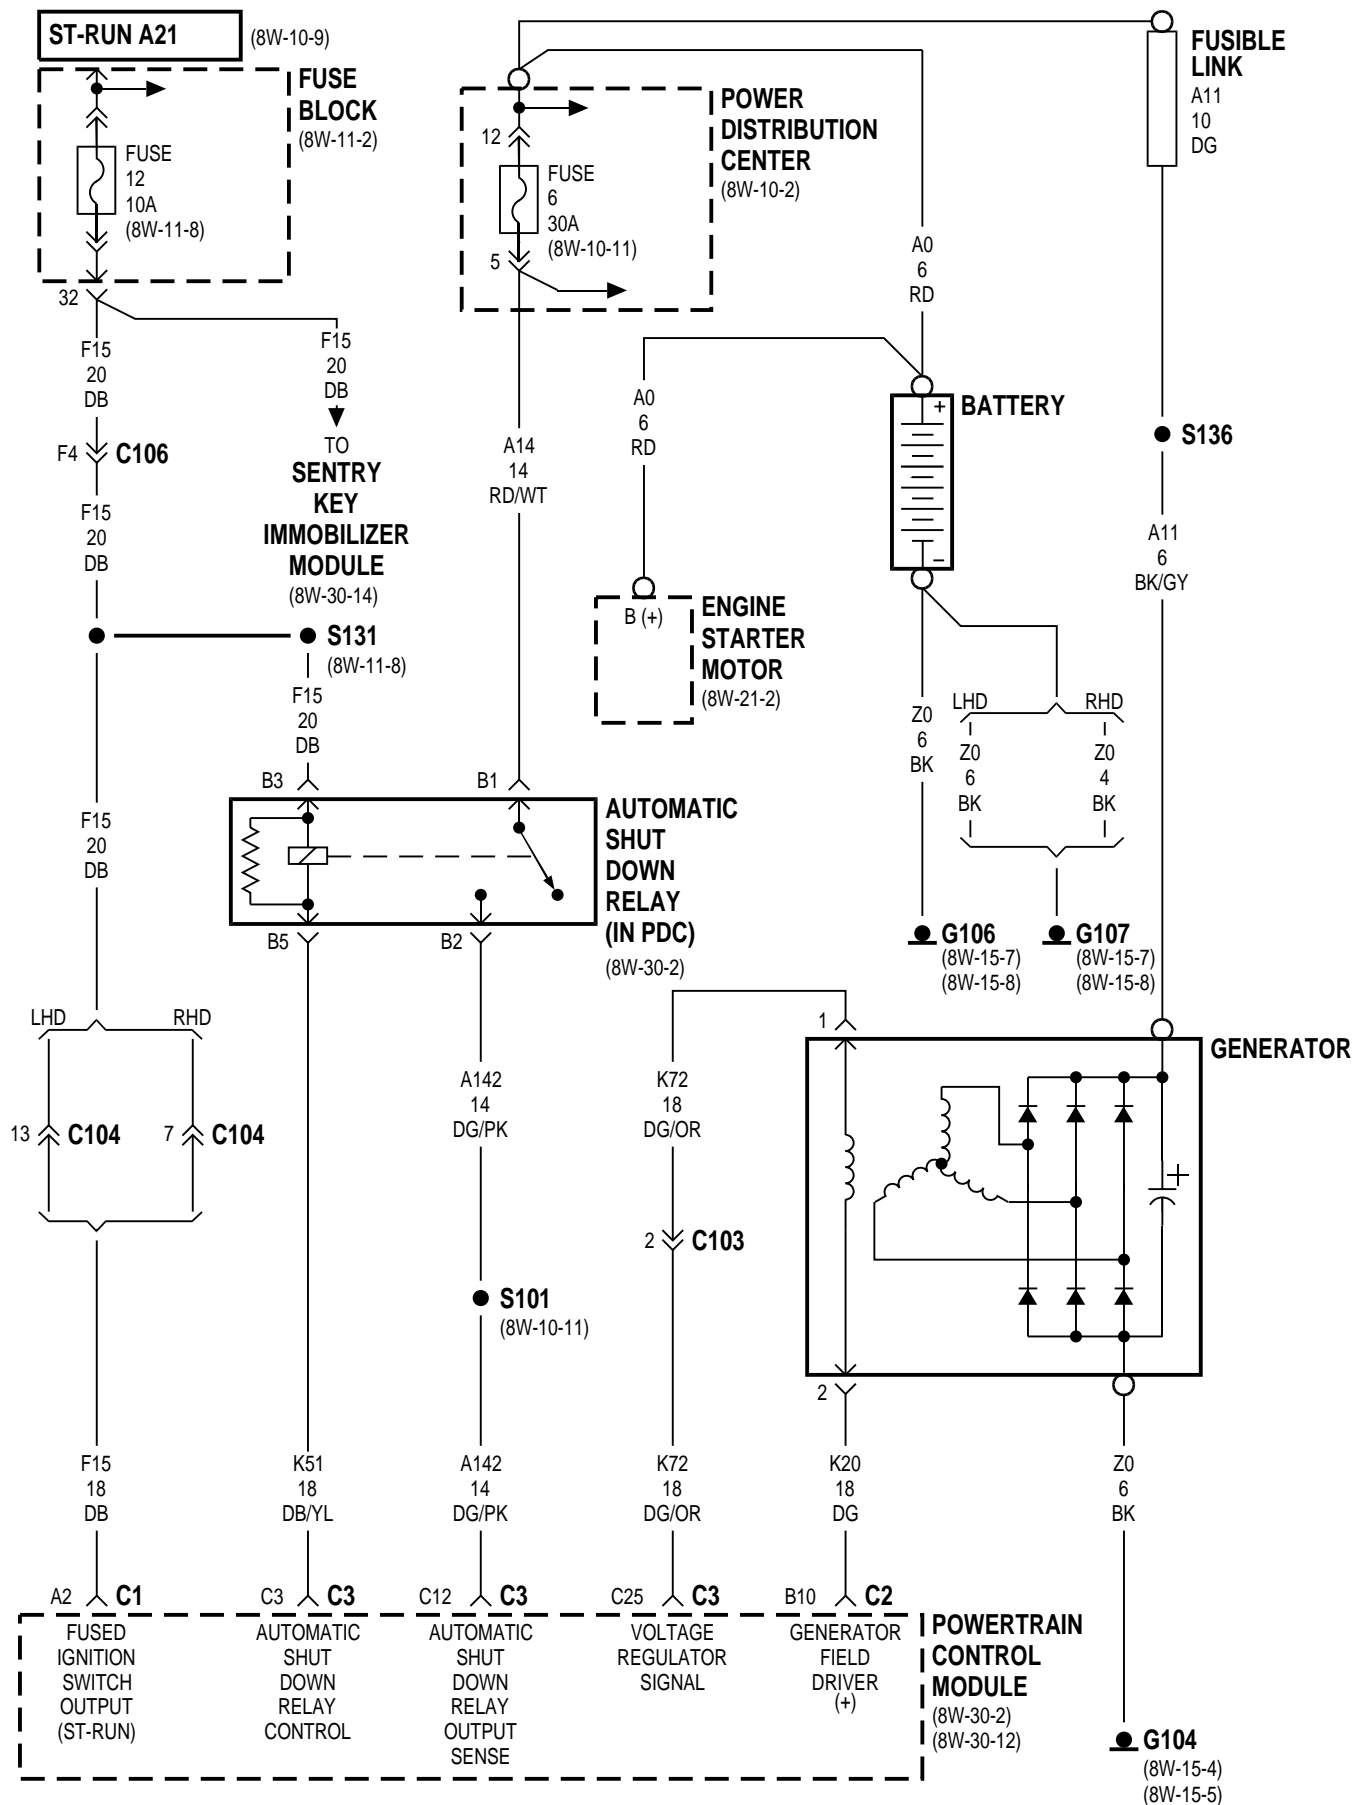 ST-RUN A21
(8W-10-9)
FUSE
BLOCK
(8W-11-2)
FUSE
12
10A
(8W-11-8)
32
F15
20
DB
F15
20
DB
TO
SENTRY
KEY
IMMOBILIZER
MODULE
(8W-30-14)
F4
C106
F15
20
DB
S131
(8W-11-8)
F15
20
DB
F15
20
DB
POWER
DISTRIBUTION
CENTER
(8W-10-2)
12
FUSE
6
30A
(8W-10-11)
5
A14
14
RD/WT
FUSIBLE
LINK
A11
10
DG
A0
6
RD
A0
6
RD
+
BATTERY
–
S136
A11
6
BK/GY
B (+)
ENGINE
STARTER
MOTOR
(8W-21-2)
Z0
6
BK
LHD
RHD
Z0
6
BK
Z0
4
BK
G106
(8W-15-7)
(8W-15-8)
G107
(8W-15-7)
(8W-15-8)
B3
B1
AUTOMATIC
SHUT
DOWN
RELAY
(IN PDC)
(8W-30-2)
B5
B2
LHD
RHD
13
C104
7
C104
A142
14
DG/PK
K72
18
DG/OR
1
GENERATOR
+
2
C103
S101
(8W-10-11)
2
F15
18
DB
K51
18
DB/YL
A142
14
DG/PK
K72
18
DG/OR
K20
18
DG
Z0
6
BK
A2
C1
C3
C3
C12
C3
C25
C3
B10
C2
FUSED
IGNITION
SWITCH
OUTPUT
(ST-RUN)
AUTOMATIC
SHUT
DOWN
RELAY
CONTROL
AUTOMATIC
SHUT
DOWN
RELAY
OUTPUT
SENSE
VOLTAGE
REGULATOR
SIGNAL
GENERATOR
FIELD
DRIVER
(+)
POWERTRAIN
CONTROL
MODULE
(8W-30-2)
(8W-30-12)
G104
(8W-15-4)
(8W-15-5)